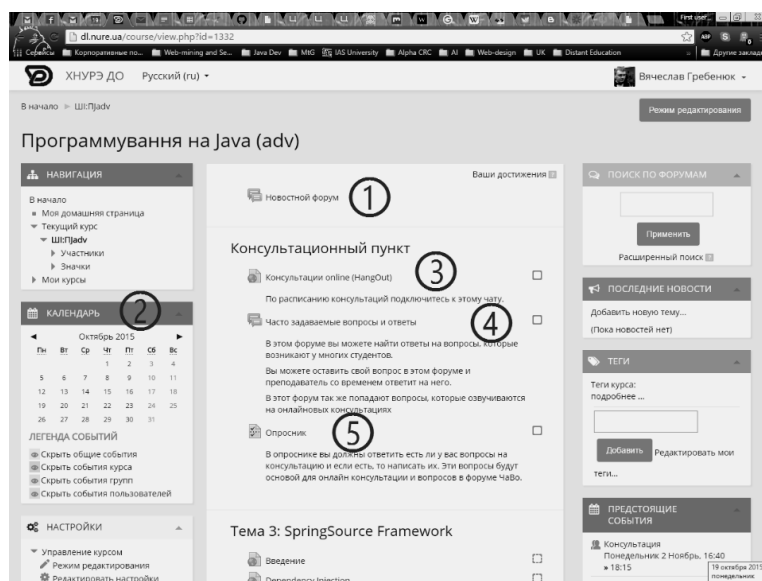 First user...
dl.nure.ua/course/view.php?id=1332
Сервисы
Корпоративные по...
Web-mining and Se...
Java Dev
MtG
IAS University
Alpha CRC
AI
Web-design
UK
Distant Education
Другие заклад
ХНУРЭ ДО
Русский (ru)
Вячеслав Гребенюк
В начало ► ШІ:ПJadv
Режим редактирования
Программування на Java (adv)
НАВИГАЦИЯ
В начало
Моя домашняя страница
Текущий курс
ШІ:ПJadv
Участники
Значки
Мои курсы
КАЛЕНДАРЬ
2
Октябрь 2015
Пн Вт Ср Чт Пт Сб Вс
1 2 3 4
5 6 7 8 9 10 11
12 13 14 15 16 17 18
19 20 21 22 23 24 25
26 27 28 29 30 31
ЛЕГЕНДА СОБЫТИЙ
Скрыть общие события
Скрыть события курса
Скрыть события групп
Скрыть события пользователей
НАСТРОЙКИ
Управление курсом
Режим редактирования
Редактировать настройки
Ваши достижения
Новостной форум
1
Консультационный пункт
Консультации online (HangOut)
3
По расписанию консультаций подключитесь к этому чату.
Часто задаваемые вопросы и ответы
4
В этом форуме вы можете найти ответы на вопросы, которые
возникают у многих студентов.
Вы можете оставить свой вопрос в этом форуме и
преподаватель со временем ответит на него.
В этот форум так же попадают вопросы, которые озвучиваются
на онлайновых консультациях
Опросник
5
В опроснике вы должны ответить есть ли у вас вопросы на
консультацию и если есть, то написать их. Эти вопросы будут
основой для онлайн консультации и вопросов в форуме ЧаВо.
Тема 3: SpringSource Framework
Введение
Dependency Injection
ПОИСК ПО ФОРУМАМ
Применить
Расширенный поиск
ПОСЛЕДНИЕ НОВОСТИ
Добавить новую тему...
(Пока новостей нет)
ТЕГИ
Теги курса:
подробнее ...
Добавить
Редактировать мои
теги...
ПРЕДСТОЯЩИЕ
СОБЫТИЯ
Консультация
Понедельник 2 Ноябрь, 16:40
» 18:15
19 октября 2015
понедельник